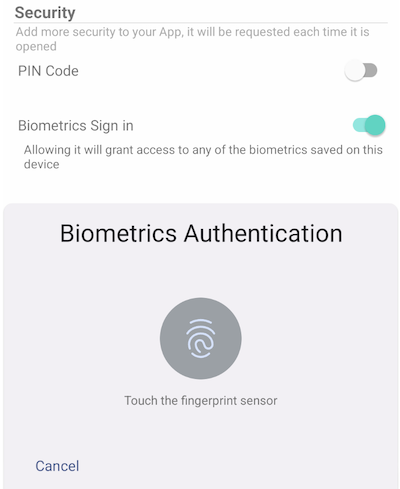 Security
Add more security to your App, it will be requested each time it is
opened
PIN Code
Biometrics Sign in
Allowing it will grant access to any of the biometrics saved on this
device
Biometrics Authentication
Touch the fingerprint sensor
Cancel